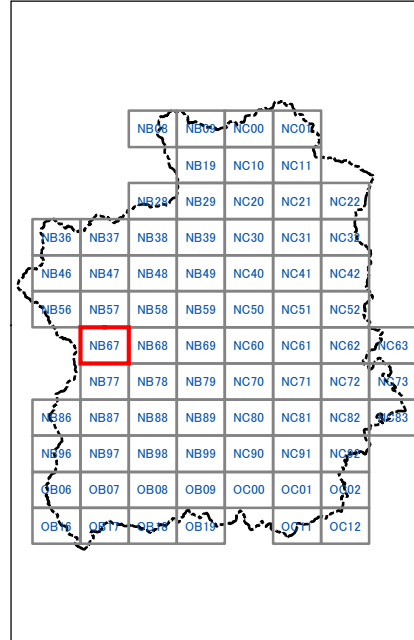 NB08 NB09 NC00 NC01
NB19 NC10 NC11
NB28 NB29 NC20 NC21 NC22
NB36 NB37 NB38 NB39 NC30 NC31 NC32
NB46 NB47 NB48 NB49 NC40 NC41 NC42
NB56 NB57 NB58 NB59 NC50 NC51 NC52
NB67 NB68 NB69 NC60 NC61 NC62 NC63
NB77 NB78 NB79 NC70 NC71 NC72 NC73
NB86 NB87 NB88 NB89 NC80 NC81 NC82 NC83
NB96 NB97 NB98 NB99 NC90 NC91 NC92
OB06 OB07 OB08 OB09 OC00 OC01 OC02
OB16 OB17 OB18 OB19 OC11 OC12